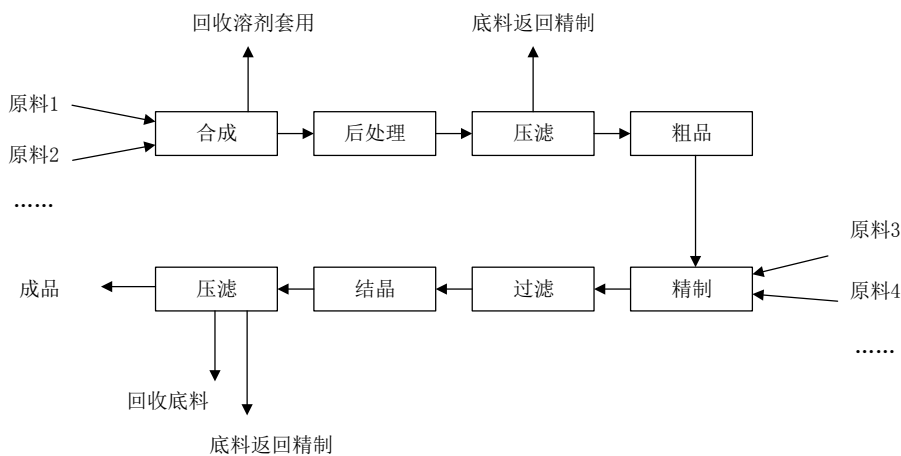 回收溶剂套用
底料返回精制
原料1
合成
后处理
压滤
粗品
原料2
……
原料3
成品
压滤
结晶
过滤
精制
原料4
……
回收底料
底料返回精制